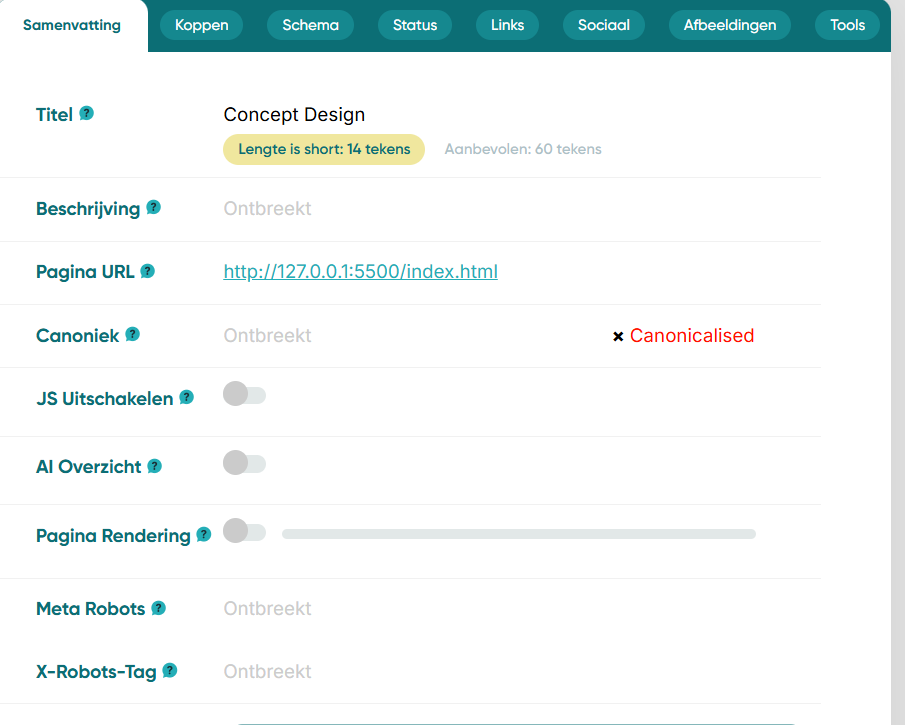 Samenvatting Koppen Schema Status Links Sociaal Afbeeldingen Tools
Titel ? Concept Design
Lengte is short: 14 tekens Aanbevolen: 60 tekens
Beschrijving ? Ontbreekt
Pagina URL ? http://127.0.0.1:5500/index.html
Canoniek ? Ontbreekt × Canonicalised
JS Uitschakelen ?
AI Overzicht ?
Pagina Rendering ?
Meta Robots ? Ontbreekt
X-Robots-Tag ? Ontbreekt